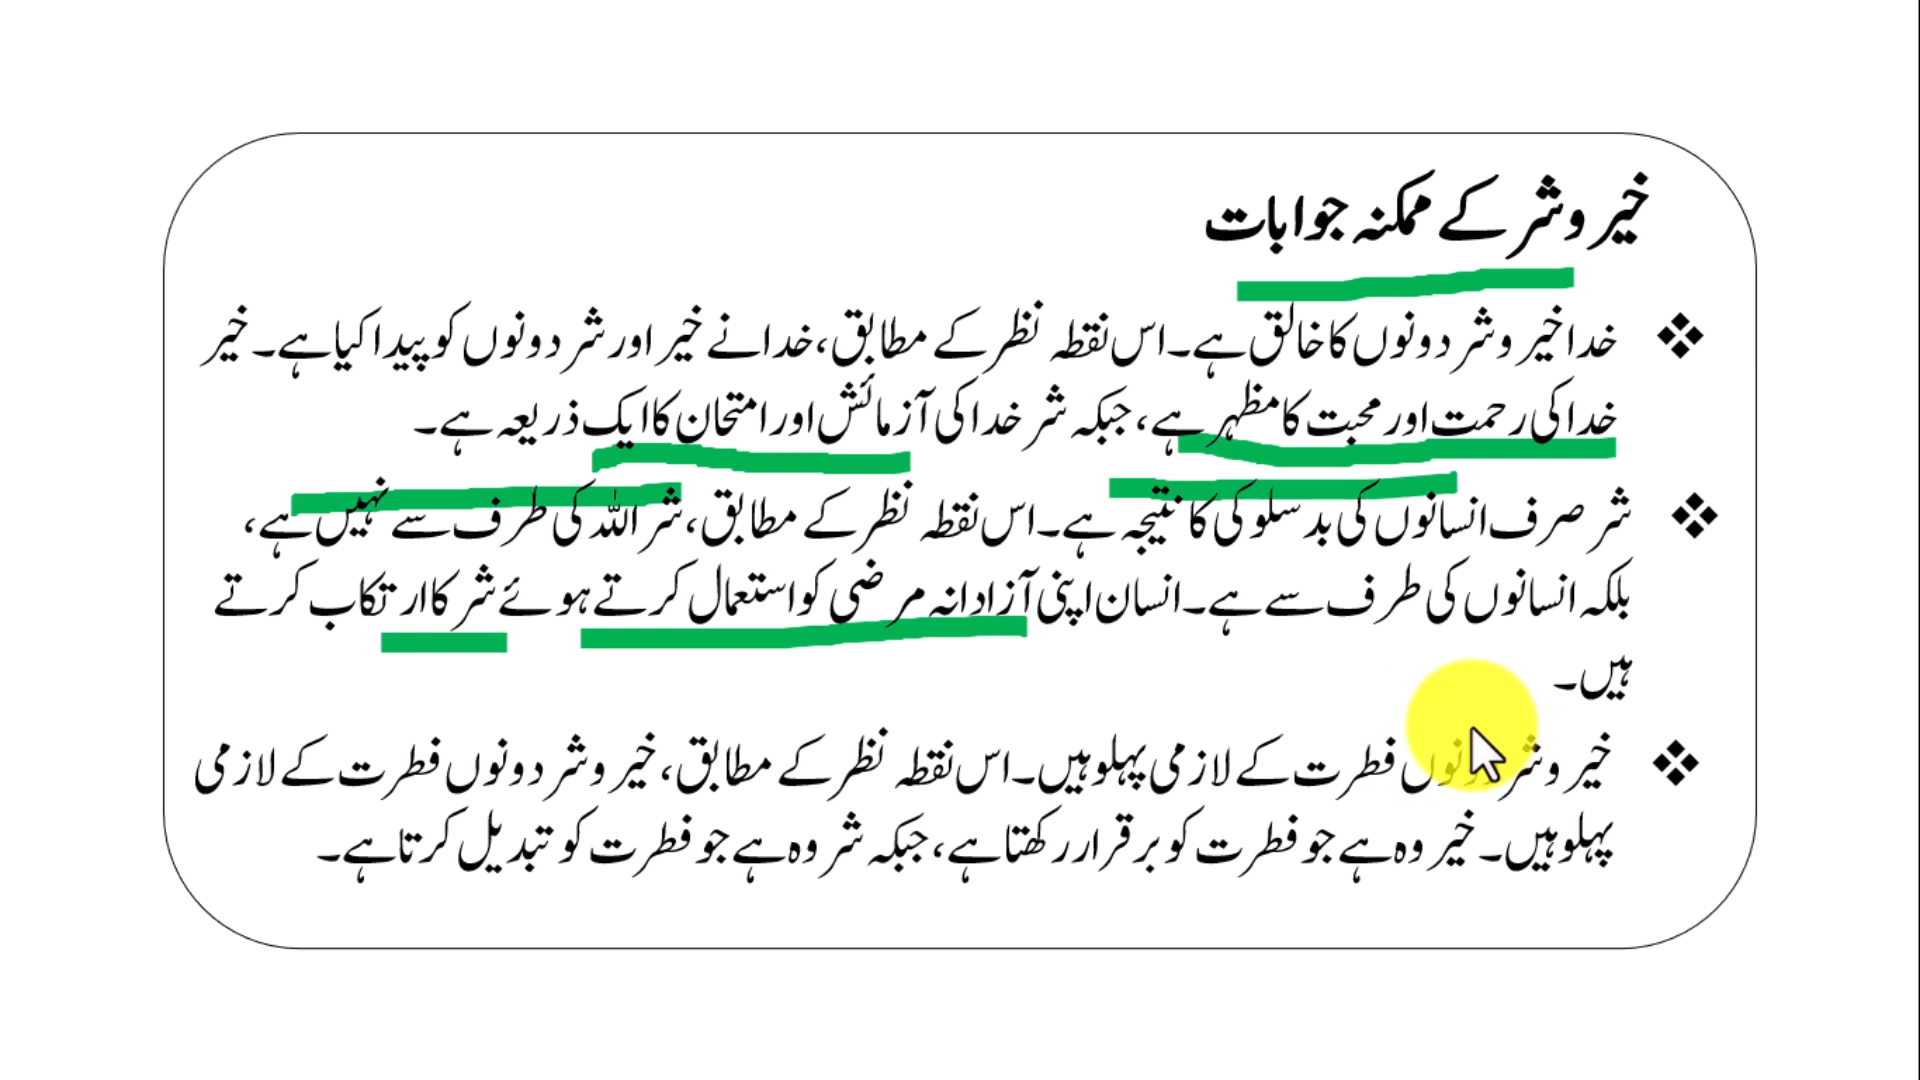 خیر و شر کے ممکنہ جوابات
❖ خدا خیر و شر دونوں کا خالق ہے۔ اس نقطہ نظر کے مطابق، خدا نے خیر اور شر دونوں کو پیدا کیا ہے۔ خیر
خدا کی رحمت اور محبت کا مظہر ہے، جبکہ شر خدا کی آزمائش اور امتحان کا ایک ذریعہ ہے۔
❖ شر صرف انسانوں کی بد سلوکی کا نتیجہ ہے۔ اس نقطہ نظر کے مطابق، شر اللہ کی طرف سے نہیں ہے،
بلکہ انسانوں کی طرف سے ہے۔ انسان اپنی آزادانہ مرضی کو استعمال کرتے ہوئے شر کا ارتکاب کرتے
ہیں۔
❖ خیر و شر دونوں فطرت کے لازمی پہلو ہیں۔ اس نقطہ نظر کے مطابق، خیر و شر دونوں فطرت کے لازمی
پہلو ہیں۔ خیر وہ ہے جو فطرت کو برقرار رکھتا ہے، جبکہ شر وہ ہے جو فطرت کو تبدیل کرتا ہے۔